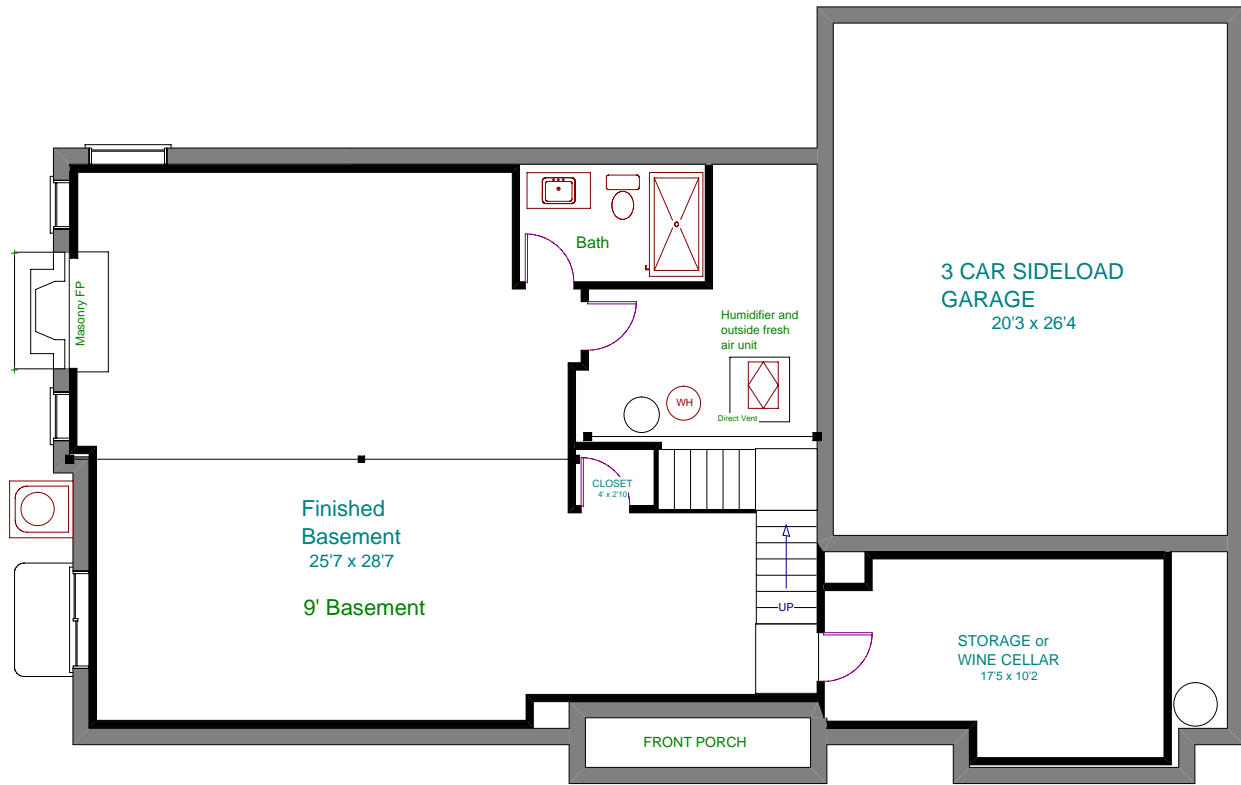 3 CAR SIDELOAD
GARAGE
20'3 x 26'4
Bath
Masonry FP
Humidifier and
outside fresh
air unit
WH
Direct Vent
CLOSET
4' x 2'10
Finished
Basement
25'7 x 28'7
9' Basement
UP
STORAGE or
WINE CELLAR
17'5 x 10'2
FRONT PORCH